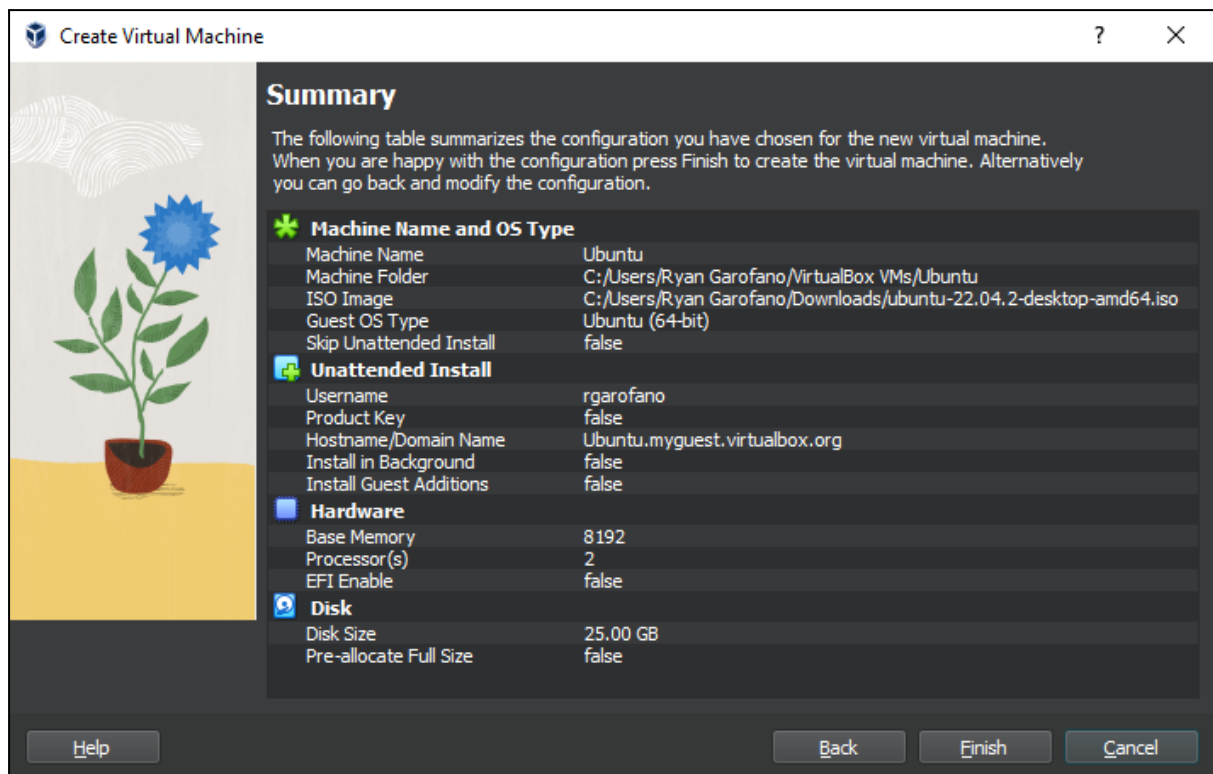 Create Virtual Machine
? X
Summary
The following table summarizes the configuration you have chosen for the new virtual machine.
When you are happy with the configuration press Finish to create the virtual machine. Alternatively
you can go back and modify the configuration.
Machine Name and OS Type
Machine Name Ubuntu
Machine Folder C:/Users/Ryan Garofano/VirtualBox VMs/Ubuntu
ISO Image C:/Users/Ryan Garofano/Downloads/ubuntu-22.04.2-desktop-amd64.iso
Guest OS Type Ubuntu (64-bit)
Skip Unattended Install false
Unattended Install
Username rgarofano
Product Key false
Hostname/Domain Name Ubuntu.myguest.virtualbox.org
Install in Background false
Install Guest Additions false
Hardware
Base Memory 8192
Processor(s) 2
EFI Enable false
Disk
Disk Size 25.00 GB
Pre-allocate Full Size false
Help Back Finish Cancel